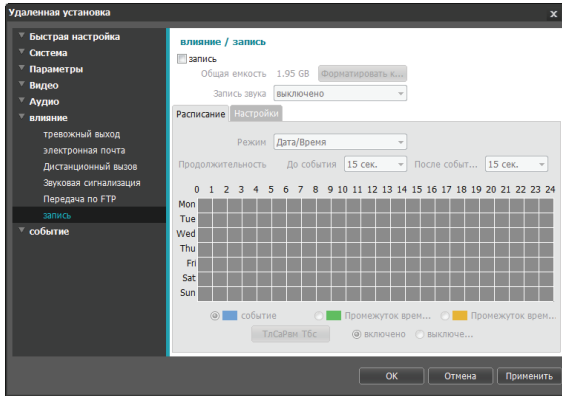 Удаленная установка x
Быстрая настройка
Система
Параметры
Видео
Аудио
влияние
тревожный выход
электронная почта
Дистанционный вызов
Звуковая сигнализация
Передача по FTP
запись
событие
влияние / запись
запись
Общая емкость 1.95 GB Форматировать к...
Запись звука выключено
Расписание Настройки
Режим Дата/Время
Продолжительность До события 15 сек. После событ... 15 сек.
0 1 2 3 4 5 6 7 8 9 10 11 12 13 14 15 16 17 18 19 20 21 22 23 24
Mon
Tue
Wed
Thu
Fri
Sat
Sun
событие Промежуток врем... Промежуток врем...
ТлСаРвн Тбс включено выключе...
OK Отмена Применить